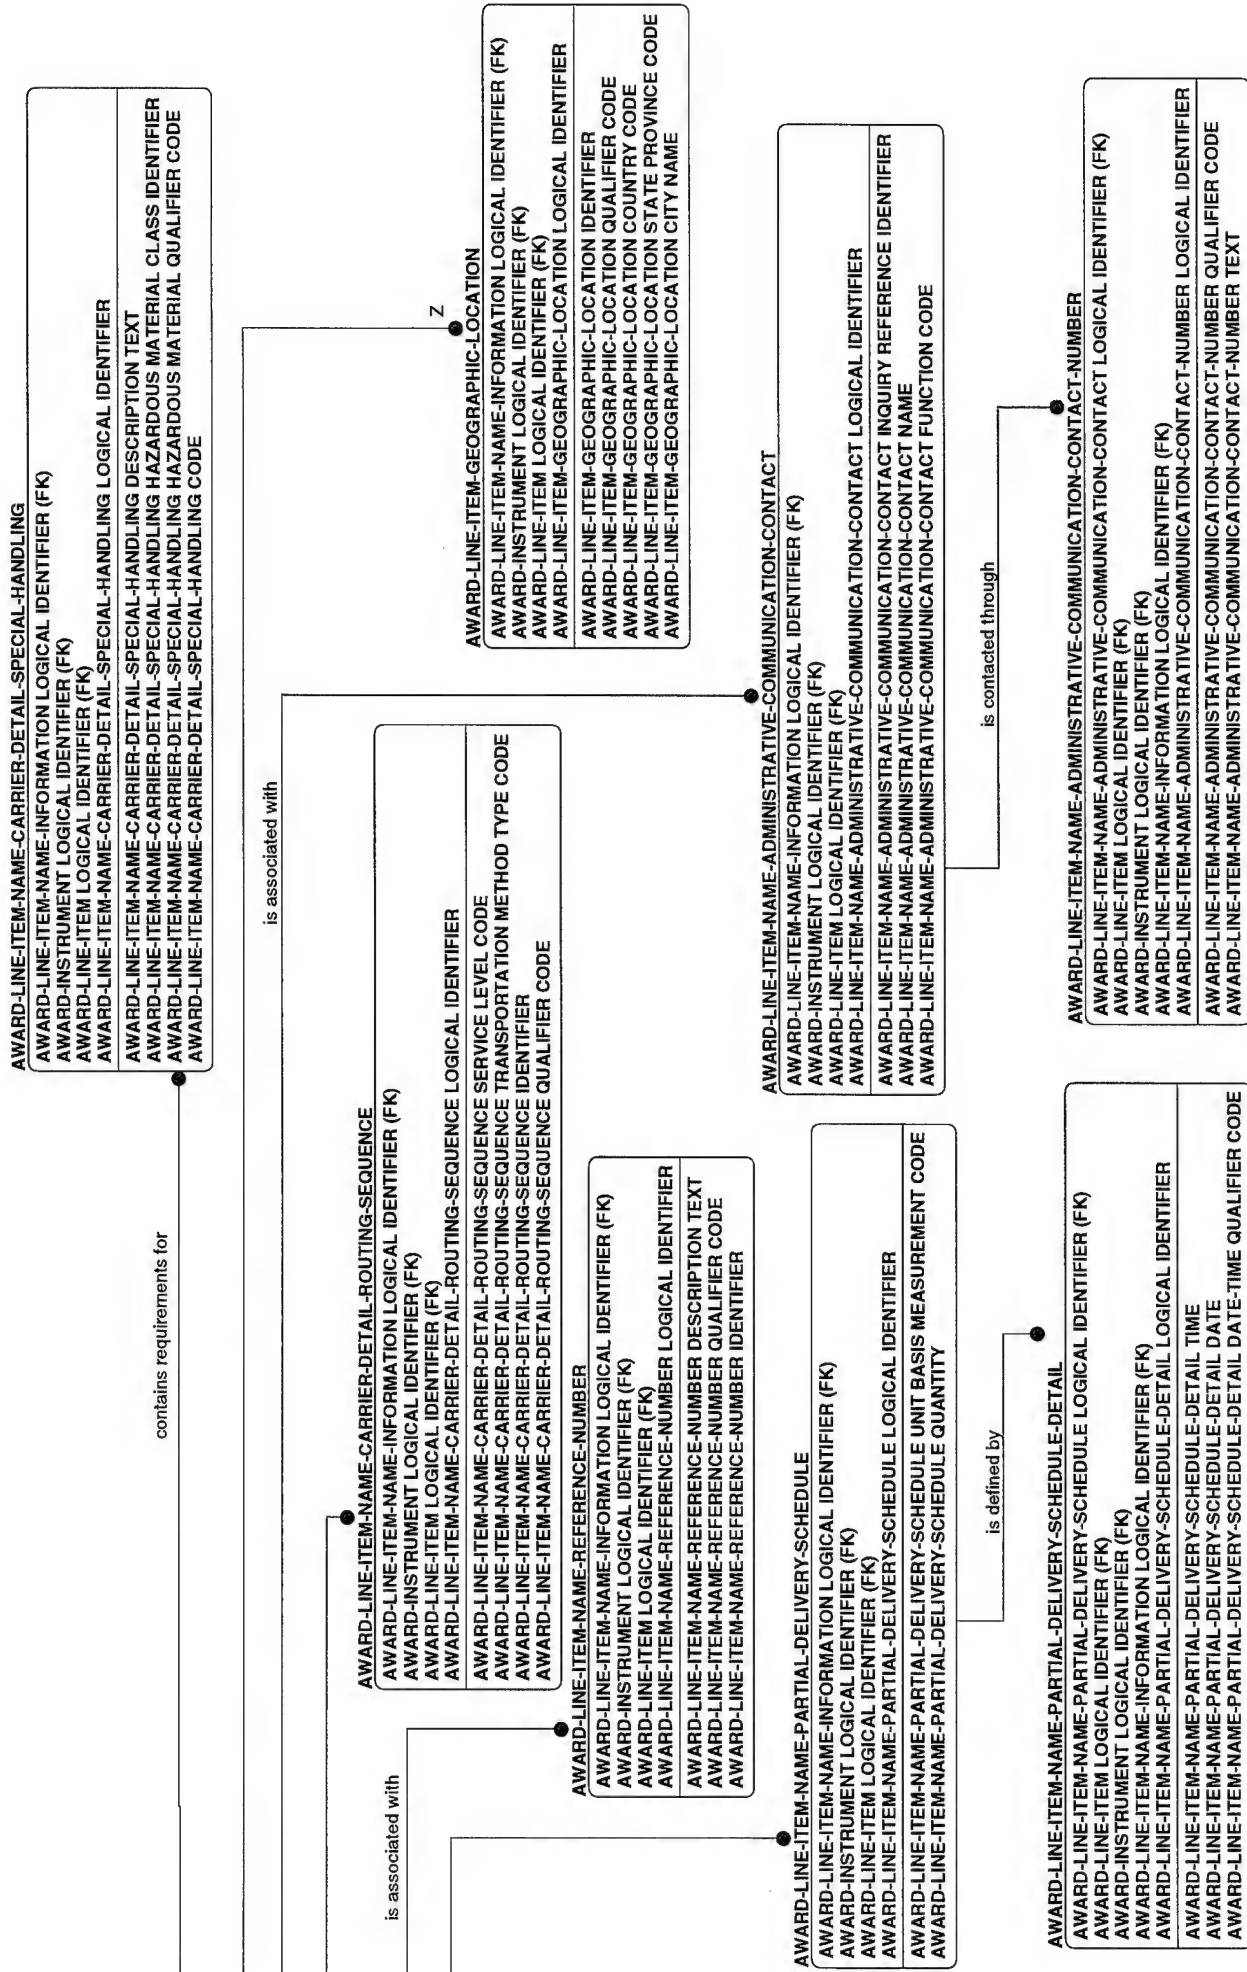 AWARD-LINE-ITEM-NAME-CARRIER-DETAIL-SPECIAL-HANDLING
AWARD-LINE-ITEM-NAME-INFORMATION LOGICAL IDENTIFIER (FK)
AWARD-INSTRUMENT LOGICAL IDENTIFIER (FK)
AWARD-LINE-ITEM LOGICAL IDENTIFIER (FK)
AWARD-LINE-ITEM-NAME-CARRIER-DETAIL-SPECIAL-HANDLING LOGICAL IDENTIFIER
AWARD-LINE-ITEM-NAME-CARRIER-DETAIL-SPECIAL-HANDLING DESCRIPTION TEXT
AWARD-LINE-ITEM-NAME-CARRIER-DETAIL-SPECIAL-HANDLING HAZARDOUS MATERIAL CLASS IDENTIFIER
AWARD-LINE-ITEM-NAME-CARRIER-DETAIL-SPECIAL-HANDLING HAZARDOUS MATERIAL QUALIFIER CODE
AWARD-LINE-ITEM-NAME-CARRIER-DETAIL-SPECIAL-HANDLING CODE
contains requirements for
is associated with
Z
AWARD-LINE-ITEM-GEOGRAPHIC-LOCATION
AWARD-LINE-ITEM-NAME-INFORMATION LOGICAL IDENTIFIER (FK)
AWARD-INSTRUMENT LOGICAL IDENTIFIER (FK)
AWARD-LINE-ITEM LOGICAL IDENTIFIER (FK)
AWARD-LINE-ITEM-GEOGRAPHIC-LOCATION LOGICAL IDENTIFIER
AWARD-LINE-ITEM-GEOGRAPHIC-LOCATION IDENTIFIER
AWARD-LINE-ITEM-GEOGRAPHIC-LOCATION QUALIFIER CODE
AWARD-LINE-ITEM-GEOGRAPHIC-LOCATION COUNTRY CODE
AWARD-LINE-ITEM-GEOGRAPHIC-LOCATION STATE PROVINCE CODE
AWARD-LINE-ITEM-GEOGRAPHIC-LOCATION CITY NAME
AWARD-LINE-ITEM-NAME-CARRIER-DETAIL-ROUTING-SEQUENCE
AWARD-LINE-ITEM-NAME-INFORMATION LOGICAL IDENTIFIER (FK)
AWARD-INSTRUMENT LOGICAL IDENTIFIER (FK)
AWARD-LINE-ITEM LOGICAL IDENTIFIER (FK)
AWARD-LINE-ITEM-NAME-CARRIER-DETAIL-ROUTING-SEQUENCE LOGICAL IDENTIFIER
AWARD-LINE-ITEM-NAME-CARRIER-DETAIL-ROUTING-SEQUENCE SERVICE LEVEL CODE
AWARD-LINE-ITEM-NAME-CARRIER-DETAIL-ROUTING-SEQUENCE TRANSPORTATION METHOD TYPE CODE
AWARD-LINE-ITEM-NAME-CARRIER-DETAIL-ROUTING-SEQUENCE IDENTIFIER
AWARD-LINE-ITEM-NAME-CARRIER-DETAIL-ROUTING-SEQUENCE QUALIFIER CODE
is associated with
AWARD-LINE-ITEM-NAME-REFERENCE-NUMBER
AWARD-LINE-ITEM-NAME-INFORMATION LOGICAL IDENTIFIER (FK)
AWARD-INSTRUMENT LOGICAL IDENTIFIER (FK)
AWARD-LINE-ITEM LOGICAL IDENTIFIER (FK)
AWARD-LINE-ITEM-NAME-REFERENCE-NUMBER LOGICAL IDENTIFIER
AWARD-LINE-ITEM-NAME-REFERENCE-NUMBER DESCRIPTION TEXT
AWARD-LINE-ITEM-NAME-REFERENCE-NUMBER QUALIFIER CODE
AWARD-LINE-ITEM-NAME-REFERENCE-NUMBER IDENTIFIER
AWARD-LINE-ITEM-NAME-ADMINISTRATIVE-COMMUNICATION-CONTACT
AWARD-LINE-ITEM-NAME-INFORMATION LOGICAL IDENTIFIER (FK)
AWARD-INSTRUMENT LOGICAL IDENTIFIER (FK)
AWARD-LINE-ITEM LOGICAL IDENTIFIER (FK)
AWARD-LINE-ITEM-NAME-ADMINISTRATIVE-COMMUNICATION-CONTACT LOGICAL IDENTIFIER
AWARD-LINE-ITEM-NAME-ADMINISTRATIVE-COMMUNICATION-CONTACT INQUIRY REFERENCE IDENTIFIER
AWARD-LINE-ITEM-NAME-ADMINISTRATIVE-COMMUNICATION-CONTACT NAME
AWARD-LINE-ITEM-NAME-ADMINISTRATIVE-COMMUNICATION-CONTACT FUNCTION CODE
is contacted through
AWARD-LINE-ITEM-NAME-PARTIAL-DELIVERY-SCHEDULE
AWARD-LINE-ITEM-NAME-INFORMATION LOGICAL IDENTIFIER (FK)
AWARD-INSTRUMENT LOGICAL IDENTIFIER (FK)
AWARD-LINE-ITEM LOGICAL IDENTIFIER (FK)
AWARD-LINE-ITEM-NAME-PARTIAL-DELIVERY-SCHEDULE LOGICAL IDENTIFIER
AWARD-LINE-ITEM-NAME-PARTIAL-DELIVERY-SCHEDULE UNIT BASIS MEASUREMENT CODE
AWARD-LINE-ITEM-NAME-PARTIAL-DELIVERY-SCHEDULE QUANTITY
is defined by
AWARD-LINE-ITEM-NAME-ADMINISTRATIVE-COMMUNICATION-CONTACT-NUMBER
AWARD-LINE-ITEM-NAME-ADMINISTRATIVE-COMMUNICATION-CONTACT LOGICAL IDENTIFIER (FK)
AWARD-LINE-ITEM LOGICAL IDENTIFIER (FK)
AWARD-INSTRUMENT LOGICAL IDENTIFIER (FK)
AWARD-LINE-ITEM-NAME-INFORMATION LOGICAL IDENTIFIER (FK)
AWARD-LINE-ITEM-NAME-ADMINISTRATIVE-COMMUNICATION-CONTACT-NUMBER LOGICAL IDENTIFIER
AWARD-LINE-ITEM-NAME-ADMINISTRATIVE-COMMUNICATION-CONTACT-NUMBER QUALIFIER CODE
AWARD-LINE-ITEM-NAME-ADMINISTRATIVE-COMMUNICATION-CONTACT-NUMBER TEXT
AWARD-LINE-ITEM-NAME-PARTIAL-DELIVERY-SCHEDULE-DETAIL
AWARD-LINE-ITEM-NAME-PARTIAL-DELIVERY-SCHEDULE LOGICAL IDENTIFIER (FK)
AWARD-LINE-ITEM LOGICAL IDENTIFIER (FK)
AWARD-INSTRUMENT LOGICAL IDENTIFIER (FK)
AWARD-LINE-ITEM-NAME-INFORMATION LOGICAL IDENTIFIER (FK)
AWARD-LINE-ITEM-NAME-PARTIAL-DELIVERY-SCHEDULE-DETAIL LOGICAL IDENTIFIER
AWARD-LINE-ITEM-NAME-PARTIAL-DELIVERY-SCHEDULE-DETAIL TIME
AWARD-LINE-ITEM-NAME-PARTIAL-DELIVERY-SCHEDULE-DETAIL DATE
AWARD-LINE-ITEM-NAME-PARTIAL-DELIVERY-SCHEDULE-DETAIL DATE-TIME QUALIFIER CODE